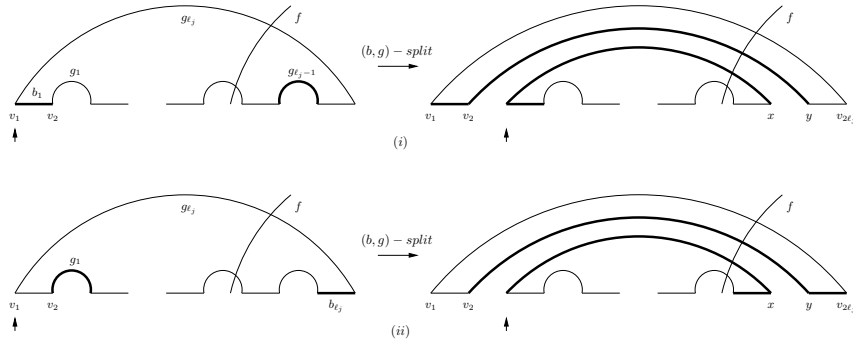 g_{ℓ_j} f
(b, g) − split
g_1 g_{ℓ_j−1}
b_1
v_1 v_2 v_1 v_2 x y v_{2ℓ_j}
(i)
g_{ℓ_j} f f
(b, g) − split
g_1
b_{ℓ_j}
v_1 v_2 v_1 v_2 x y v_{2ℓ_j}
(ii)